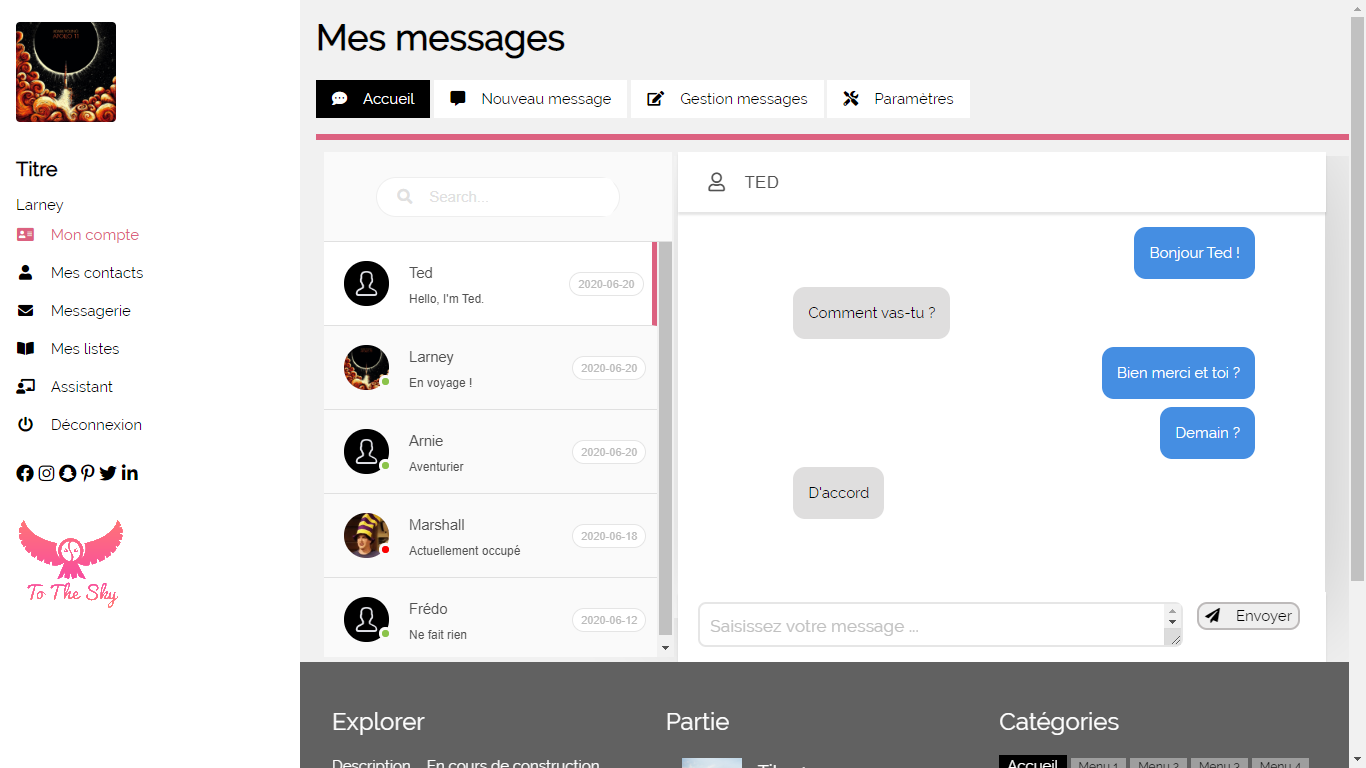 Mes messages
Accueil
Nouveau message
Gestion messages
Paramètres
Titre
Larney
Mon compte
Mes contacts
Messagerie
Mes listes
Assistant
Déconnexion
To The Sky
Search...
Ted
Hello, I'm Ted.
2020-06-20
Larney
En voyage !
2020-06-20
Arnie
Aventurier
2020-06-20
Marshall
Actuellement occupé
2020-06-18
Frédo
Ne fait rien
2020-06-12
TED
Bonjour Ted !
Comment vas-tu ?
Bien merci et toi ?
Demain ?
D'accord
Saisissez votre message ...
Envoyer
Explorer
Description
En cours de construction
Partie
Catégories
Accueil
Menu 1
Menu 2
Menu 3
Menu 4